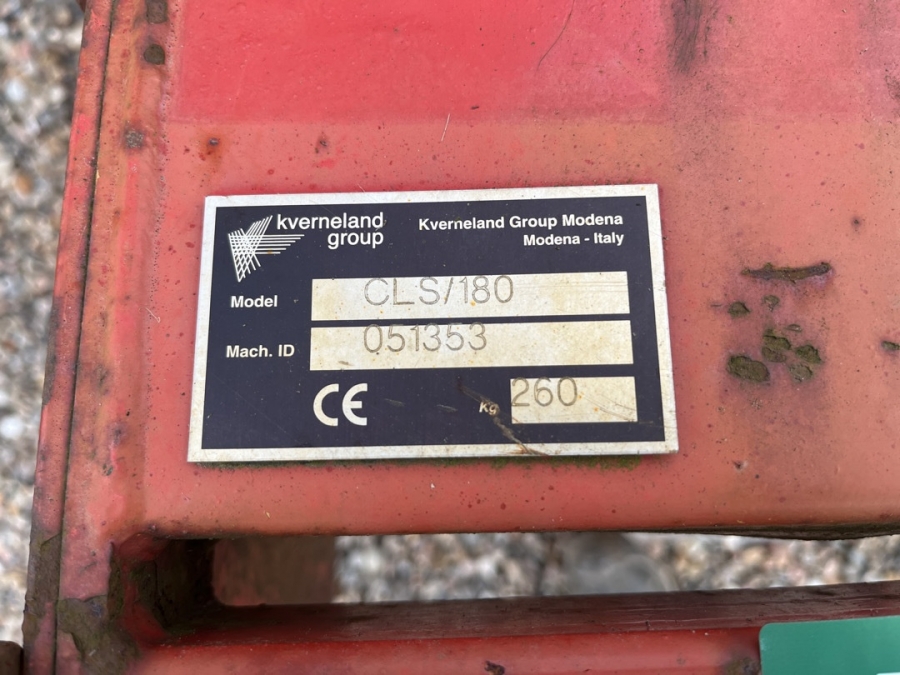 kverneland
group
Kverneland Group Modena
Modena - Italy
Model CLS/180
Mach. ID 051353
CE Kg 260